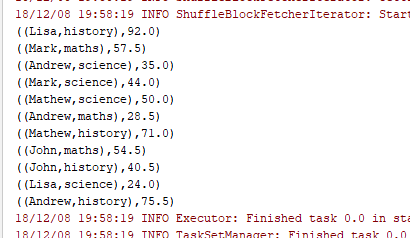 18/12/08 19:58:19 INFO ShuffleBlockFetcherIterator: Start
((Lisa,history),92.0)
((Mark,maths),57.5)
((Andrew,science),35.0)
((Mark,science),44.0)
((Mathew,science),50.0)
((Andrew,maths),28.5)
((Mathew,history),71.0)
((John,maths),54.5)
((John,history),40.5)
((Lisa,science),24.0)
((Andrew,history),75.5)
18/12/08 19:58:19 INFO Executor: Finished task 0.0 in sta
18/12/08 19:58:19 INFO TaskSetManager: Finished task 0.0